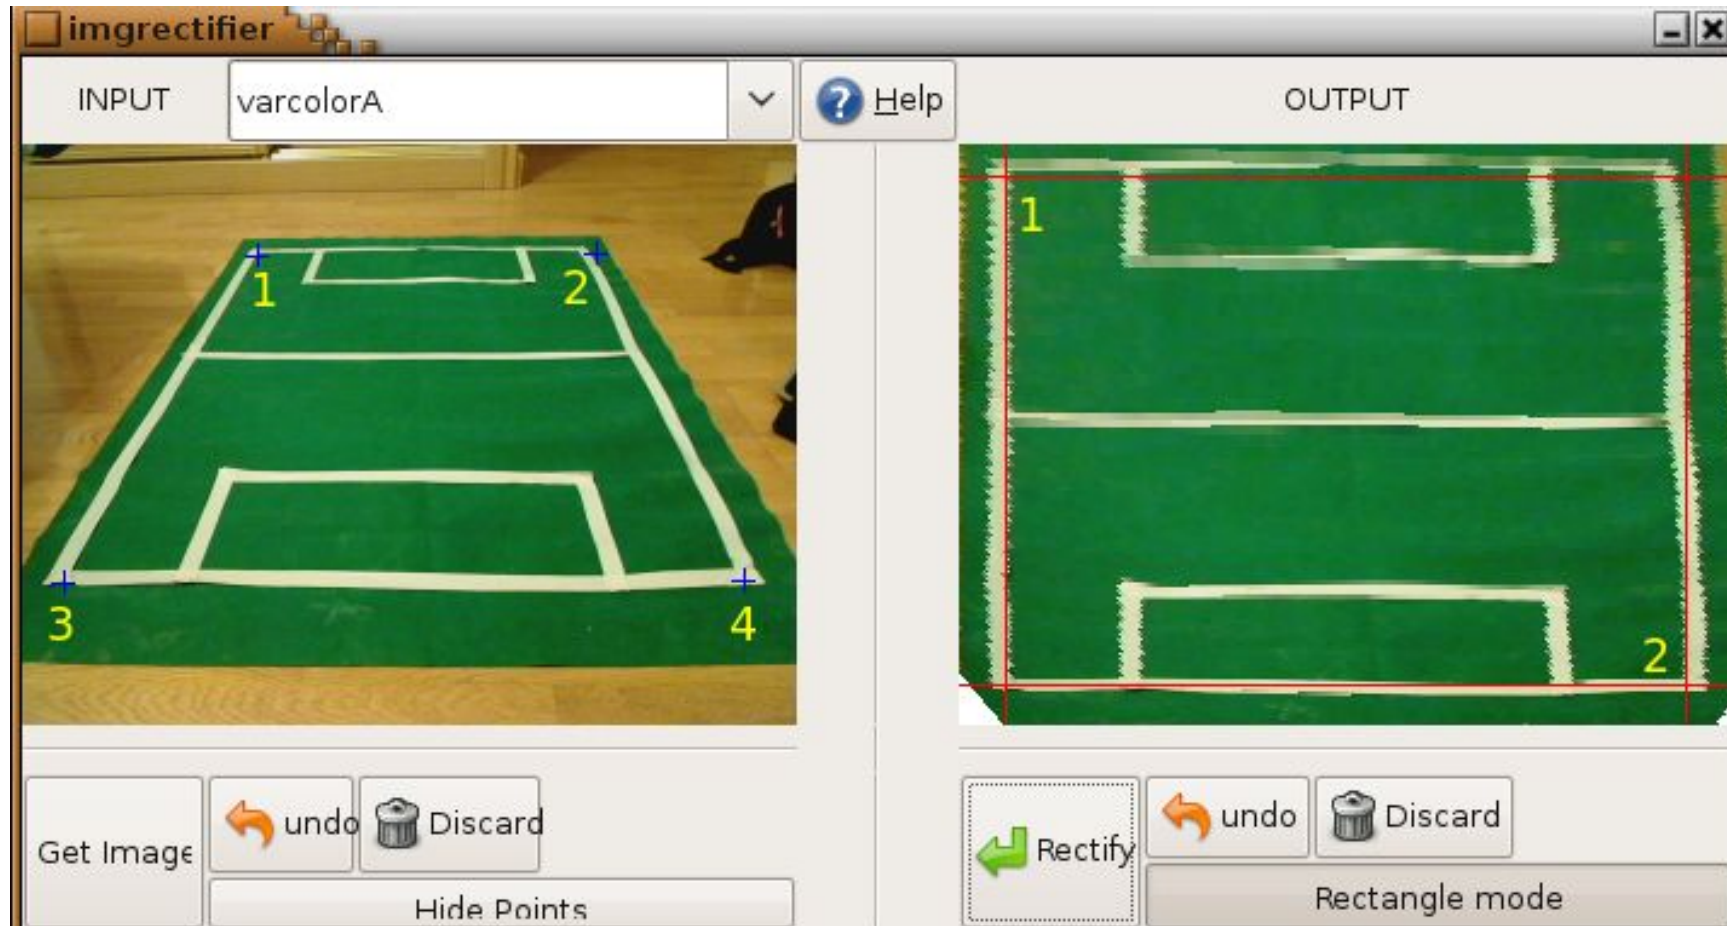 imgrectifier
INPUT varcolorA Help OUTPUT
1 2
3 4
1
2
Get Image undo Discard
Hide Points
Rectify undo Discard
Rectangle mode